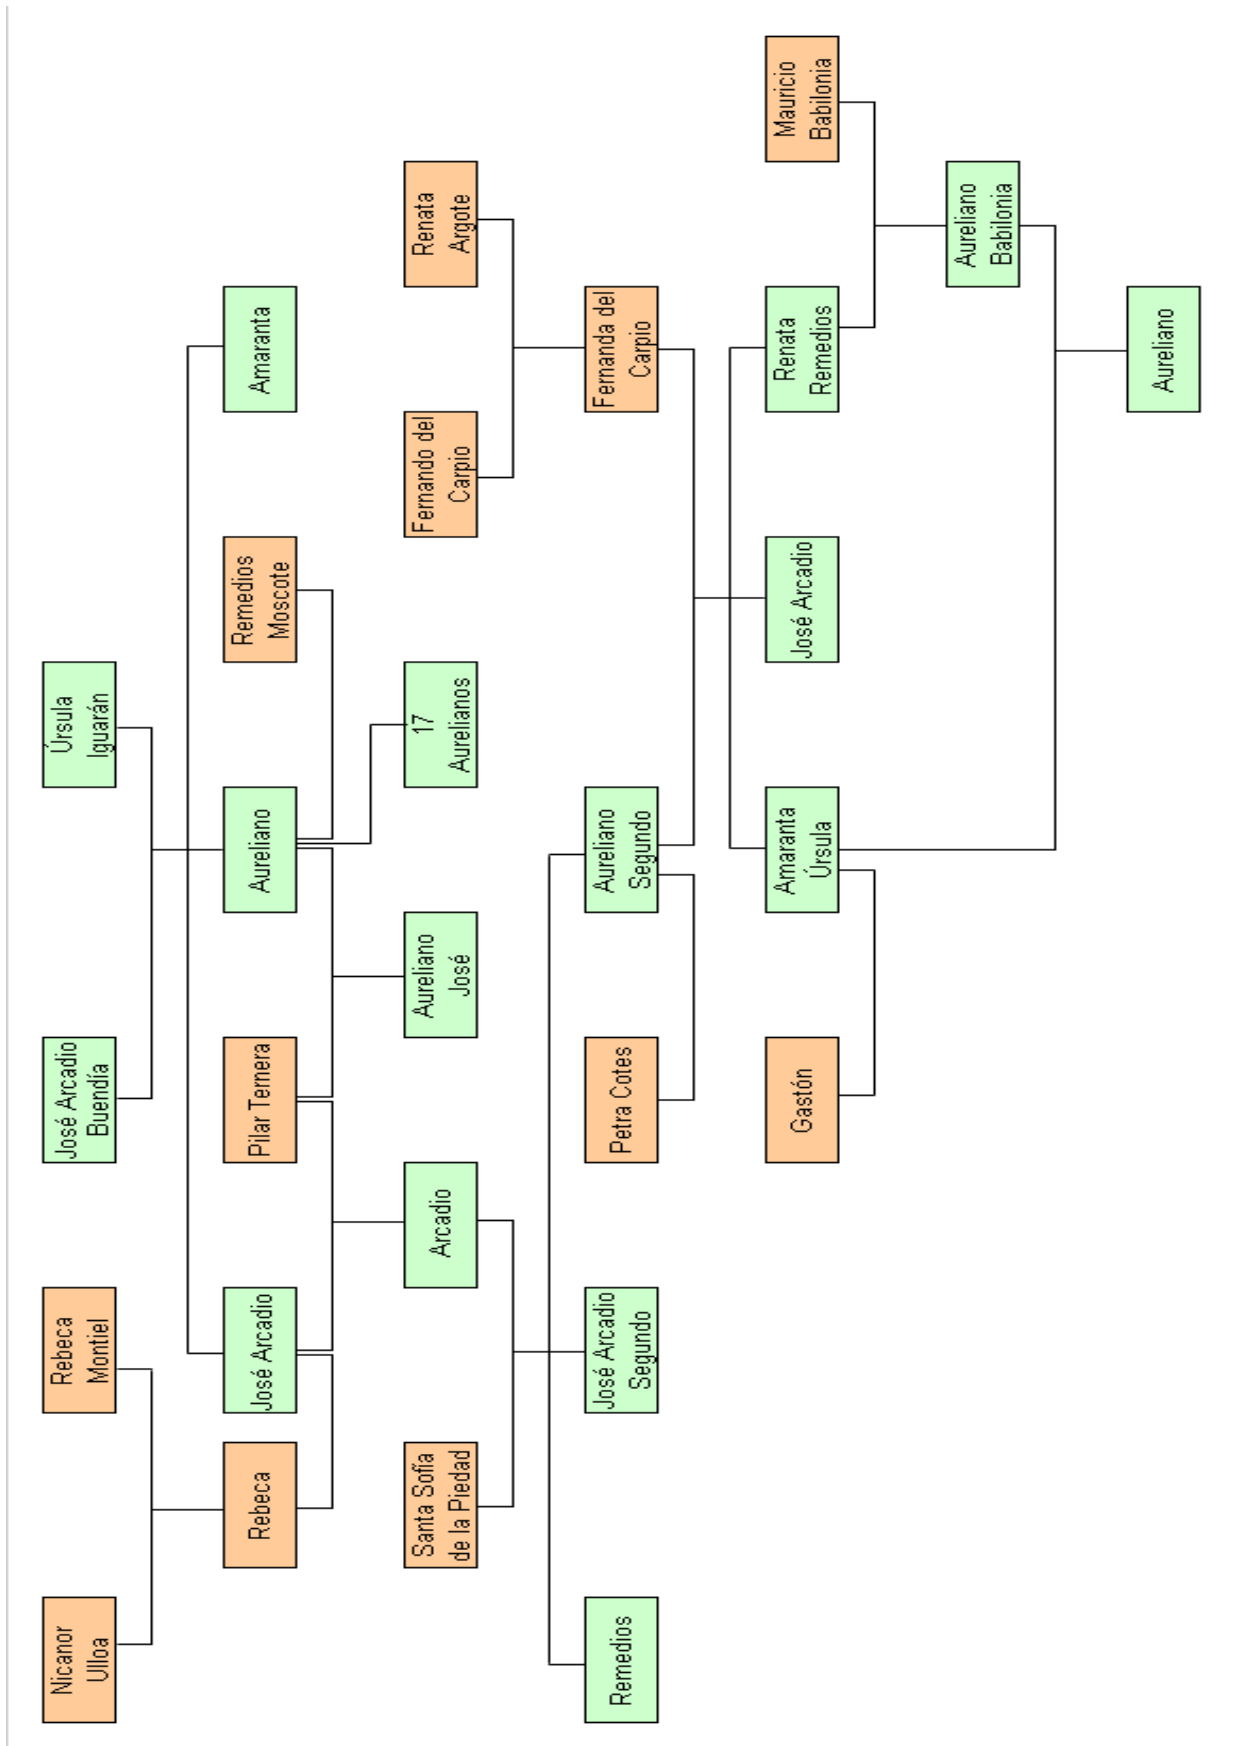 Nicanor
Ulloa
Rebeca
Montiel
José Arcadio
Buendía
Úrsula
Iguarán
Rebeca
José Arcadio
Pilar Ternera
Aureliano
Remedios
Moscote
Amaranta
Santa Sofía
de la Piedad
Arcadio
Aureliano
José
17
Aurelianos
Fernando del
Carpio
Renata
Argote
Remedios
José Arcadio
Segundo
Petra Cotes
Aureliano
Segundo
Fernanda del
Carpio
Gastón
Amaranta
Úrsula
José Arcadio
Renata
Remedios
Mauricio
Babilonia
Aureliano
Babilonia
Aureliano